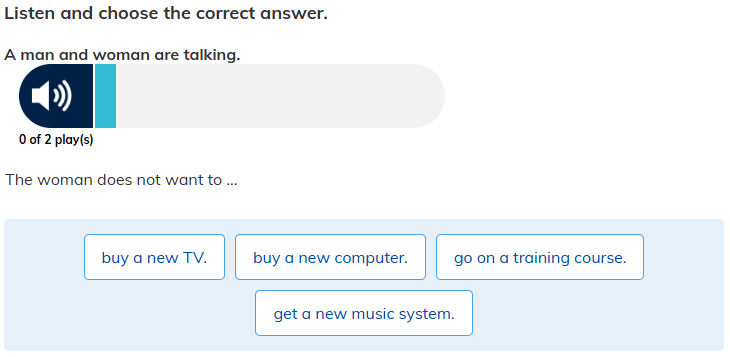 Listen and choose the correct answer.
A man and woman are talking.
0 of 2 play(s)
The woman does not want to ...
buy a new TV.
buy a new computer.
go on a training course.
get a new music system.